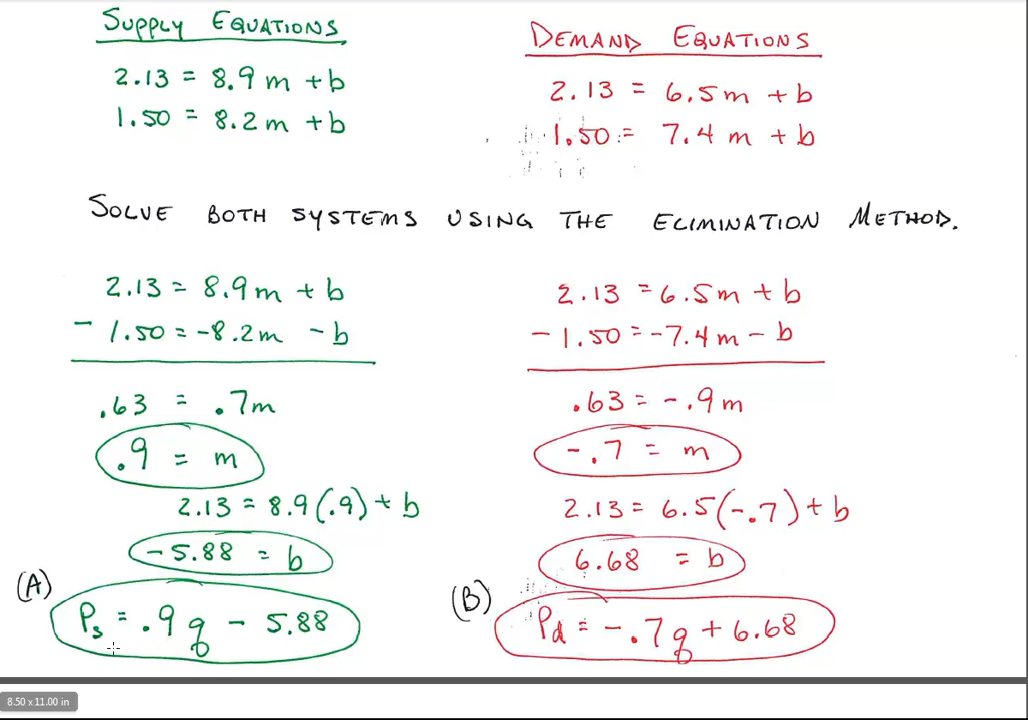 SUPPLY EQUATIONS
2.13 = 8.9m + b
1.50 = 8.2m + b
DEMAND EQUATIONS
2.13 = 6.5m + b
1.50 = 7.4m + b
SOLVE BOTH SYSTEMS USING THE ELIMINATION METHOD.
2.13 = 8.9m + b
- 1.50 = -8.2m - b
.63 = .7m
.9 = m
2.13 = 8.9(.9) + b
-5.88 = b
(A) Ps = .9q - 5.88
2.13 = 6.5m + b
- 1.50 = -7.4m - b
.63 = -.9m
-.7 = m
2.13 = 6.5(-.7) + b
6.68 = b
(B) Pd = -.7q + 6.68
8.50 x 11.00 in